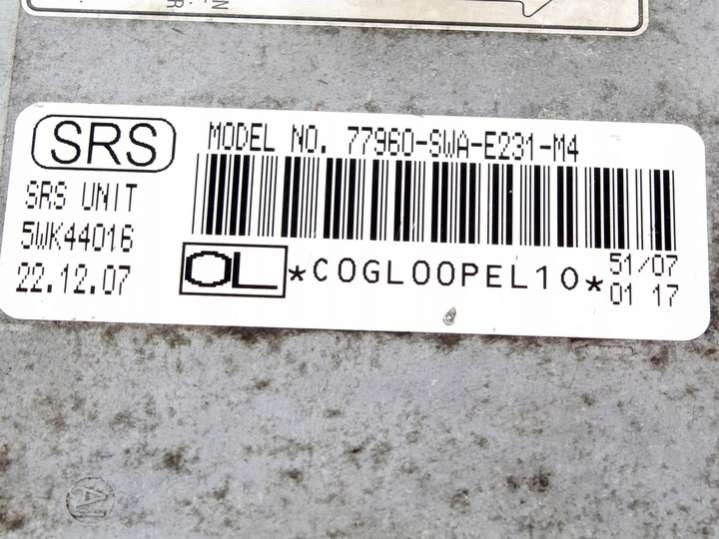 SRS
MODEL NO. 77960-SWA-E231-M4
SRS UNIT
5WK44016
22.12.07
OL
*COGLOOPEL10*
51/07
01 17